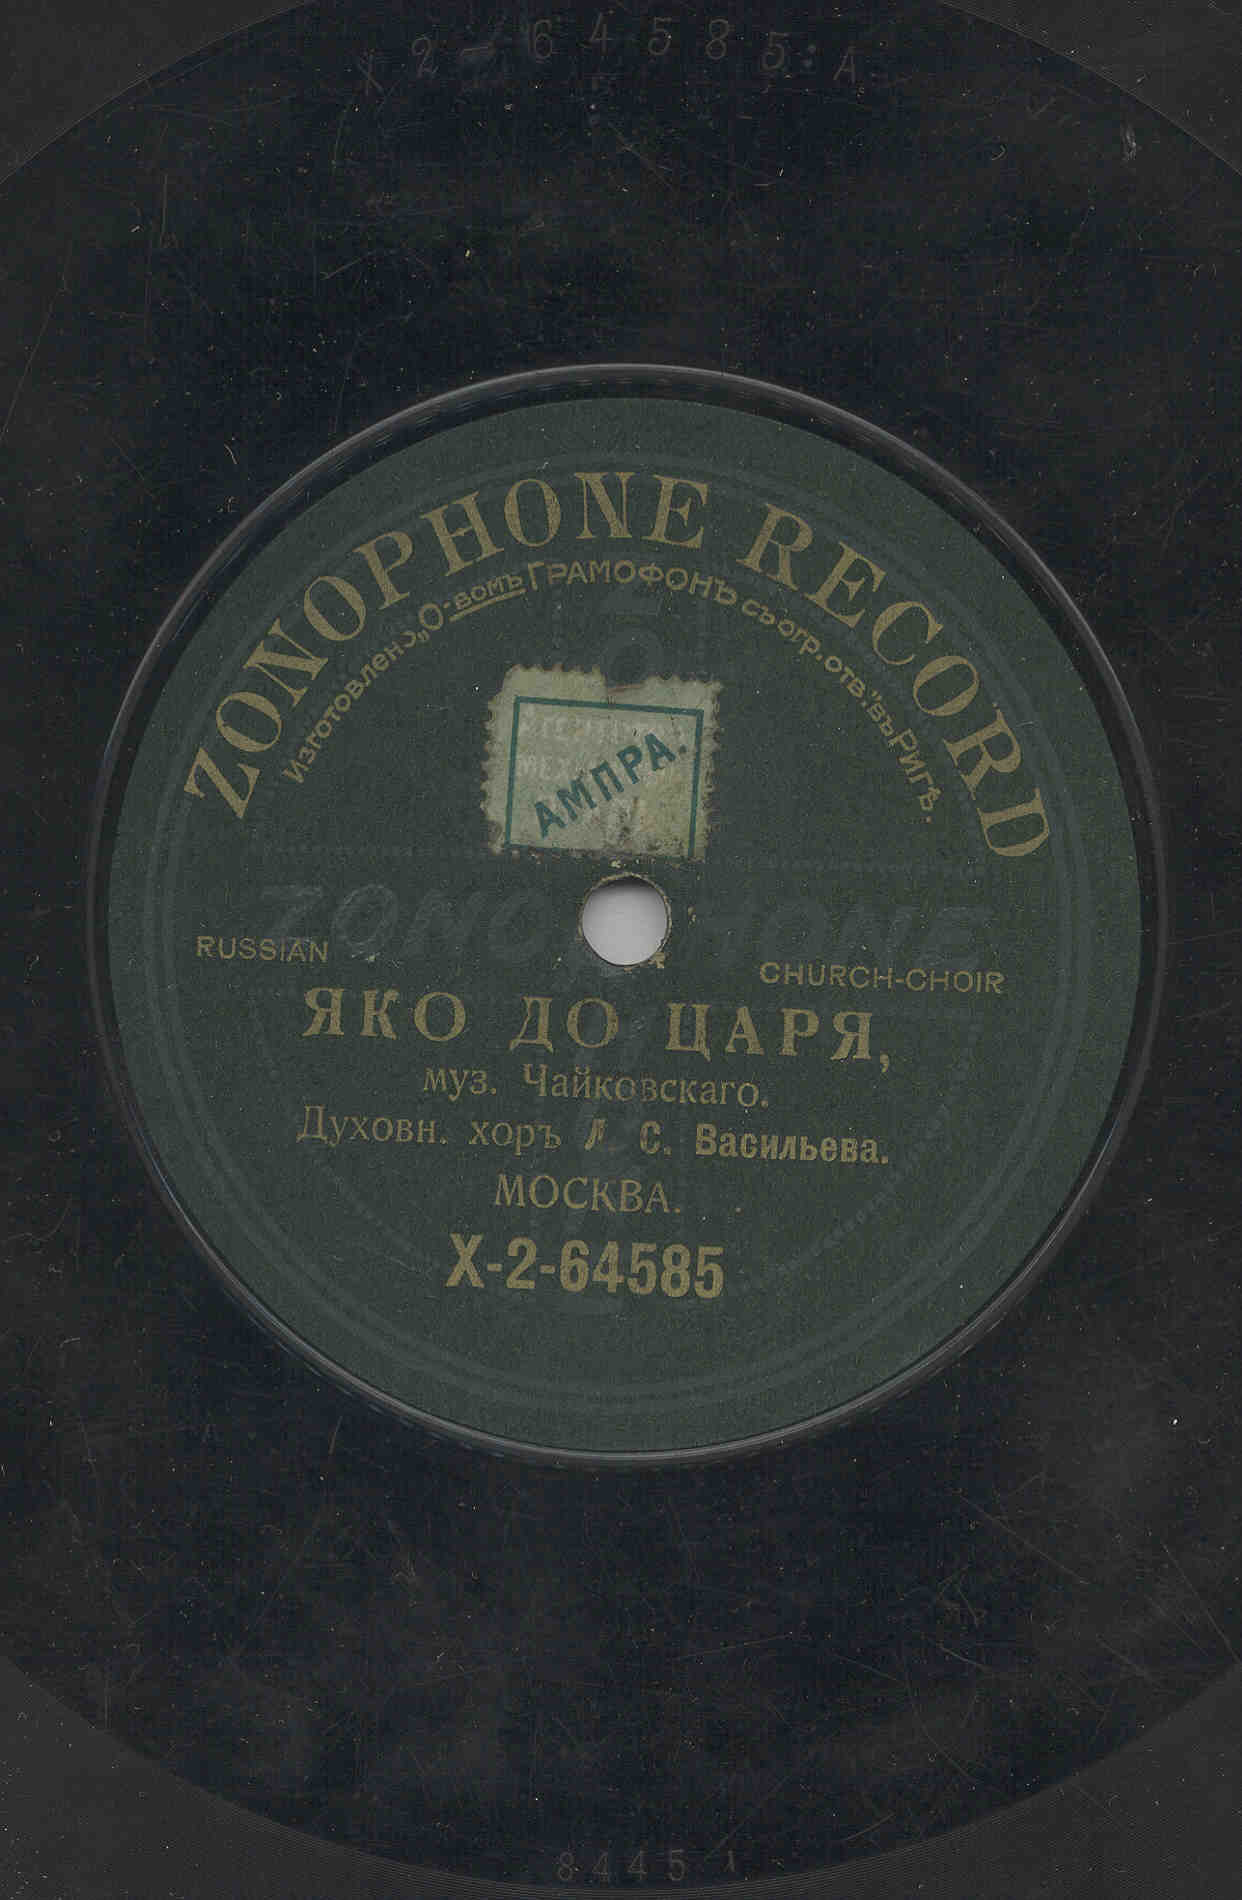 X 2-64585:A
ZONOPHONE RECORD
Изготовлено „О-вомъ ГРАМОФОНЪ съ огр. отв." въ Ригѣ.
АМПРА.
ZONOPHONE
RUSSIAN CHURCH-CHOIR
ЯКО ДО ЦАРЯ,
муз. Чайковскаго.
Духовн. хоръ Л С. Васильева.
МОСКВА.
X-2-64585
8445